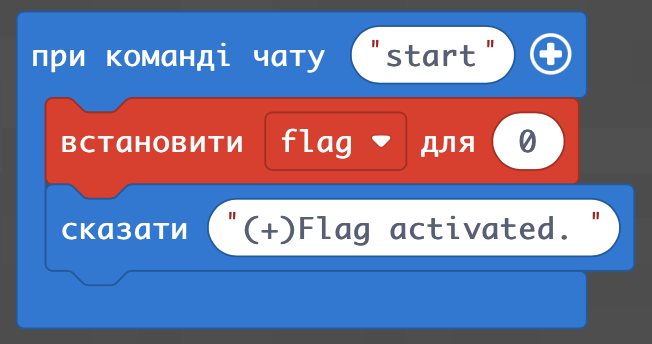 при команді чату "start"
встановити flag для 0
сказати "(+)Flag activated. "